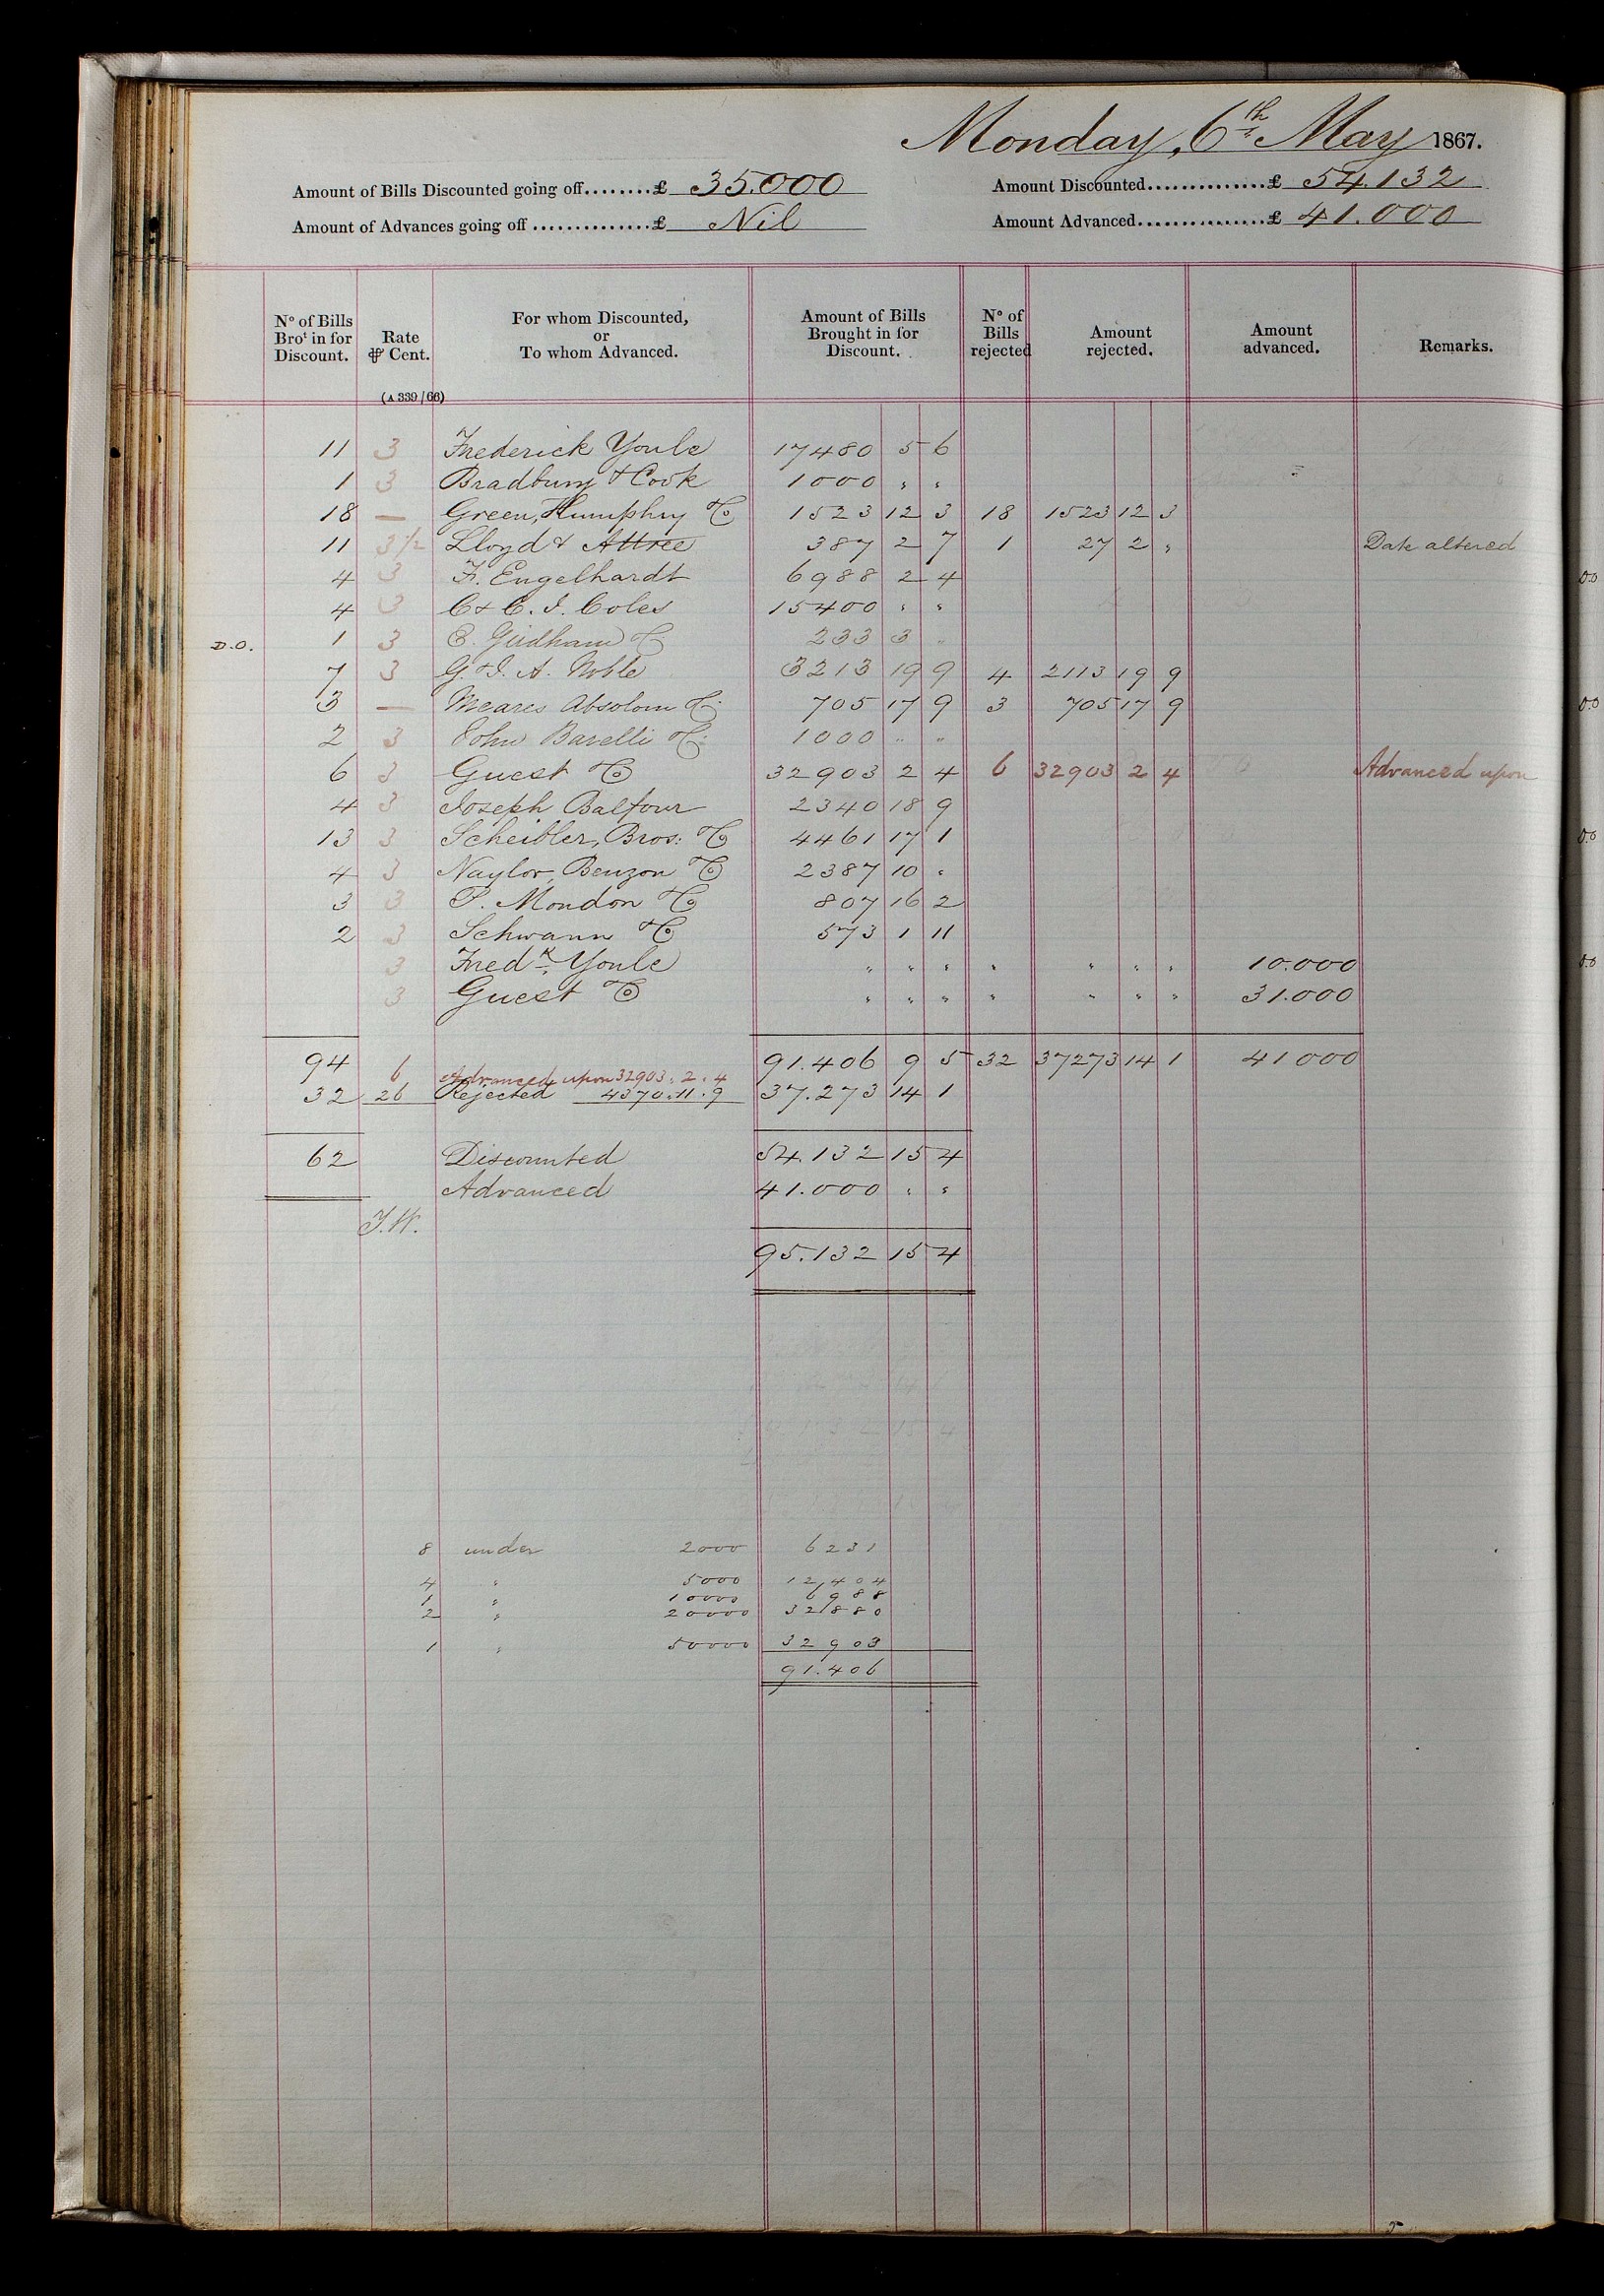 Monday, 6th May 1867.
Amount of Bills Discounted going off........£ 35.000 Amount Discounted..............£ 54.132
Amount of Advances going off ..............£ Nil Amount Advanced................£ 41.000
No of Bills Brot in for Discount. Rate ℔ Cent. For whom Discounted, or To whom Advanced. Amount of Bills Brought in for Discount. No of Bills rejected Amount rejected. Amount advanced. Remarks.
(A 339/66)
11 3 Frederick Youle 17480 5 6
1 3 Bradbury & Cook 1000 " "
18 — Green, Humphry & Co 1523 12 3 18 1523 12 3
11 3½ Lloyd & Attree 387 2 7 1 27 2 " Date altered
4 3 F. Engelhardt 6988 2 4
4 3 C & C. J. Coles 15400 " "
D.O. 1 3 233 3 "
7 3 G. & J. A. Noble 3213 19 9 4 2113 19 9
3 — Meares Absolom & Co 705 17 9 3 705 17 9
2 3 John Barelli & Co 1000 " "
6 3 Guest & Co 32903 2 4 6 32903 2 4 Advanced upon
4 3 Joseph Balfour 2340 18 9
13 3 Scheibler, Bros: & Co 4461 17 1
4 3 Naylor, Benzon & Co 2387 10 "
3 3 P. Mondon & Co 807 16 2
2 3 Schwann & Co 573 1 11
3 Fredk Youle " " " " " " " 10.000
3 Guest & Co " " " " " " " 31.000
94 91.406 9 5 32 37273 14 1 41000
6 Advanced upon 32903. 2. 4
32 26 Rejected 4370. 11. 9 37.273 14 1
62 Discounted 54.132 15 4
Advanced 41.000 " "
J.W.
95.132 15 4
8 under 2000 6231
4 " 5000 12,404
1 " 10000 6988
2 " 20000 32880
1 " 50000 32903
91.406